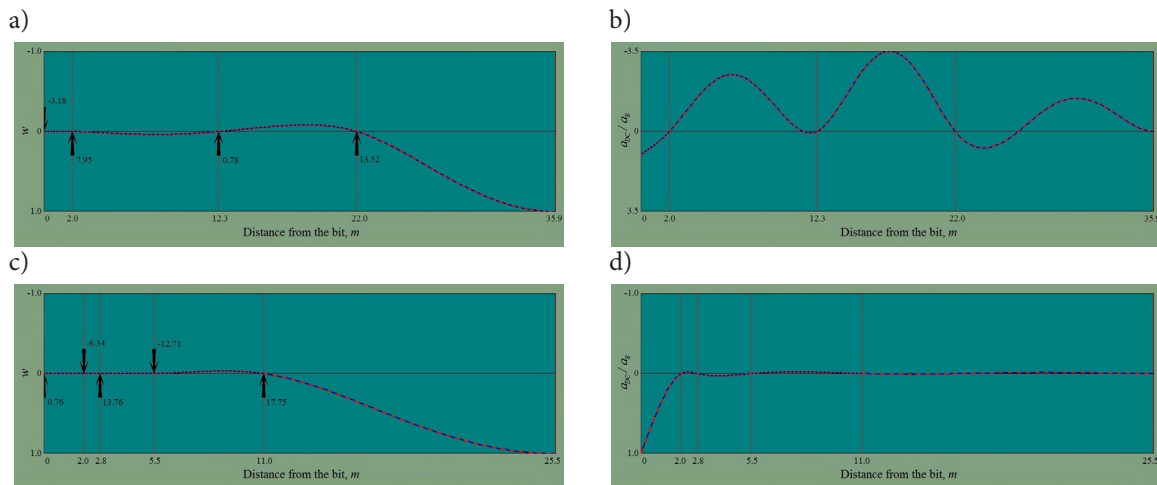 a)
b)
-1.0
-3.18
w
0
7.95
0.78
13.52
1.0
0 2.0 12.3 22.0 35.9
Distance from the bit, m
-3.5
a_DC / a_s
0
3.5
0 2.0 12.3 22.0 35.9
Distance from the bit, m
c)
d)
-1.0
-6.34
-12.71
w
0
0.76
13.76
17.75
1.0
0 2.0 2.8 5.5 11.0 25.5
Distance from the bit, m
-1.0
a_DC / a_s
0
1.0
0 2.0 2.8 5.5 11.0 25.5
Distance from the bit, m